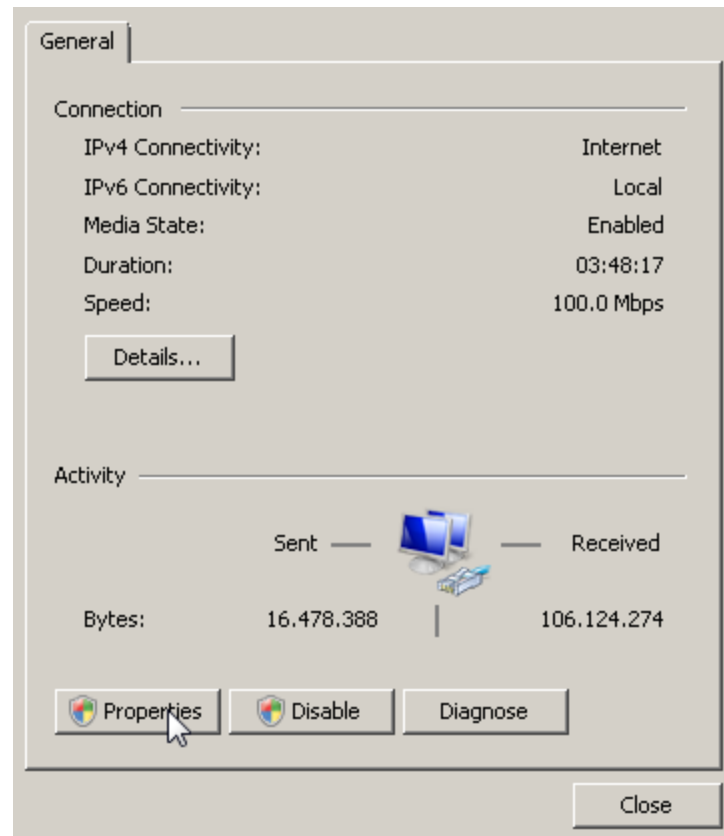 General
Connection
IPv4 Connectivity: Internet
IPv6 Connectivity: Local
Media State: Enabled
Duration: 03:48:17
Speed: 100.0 Mbps
Details...
Activity
Sent Received
Bytes: 16.478.388 106.124.274
Properties Disable Diagnose
Close